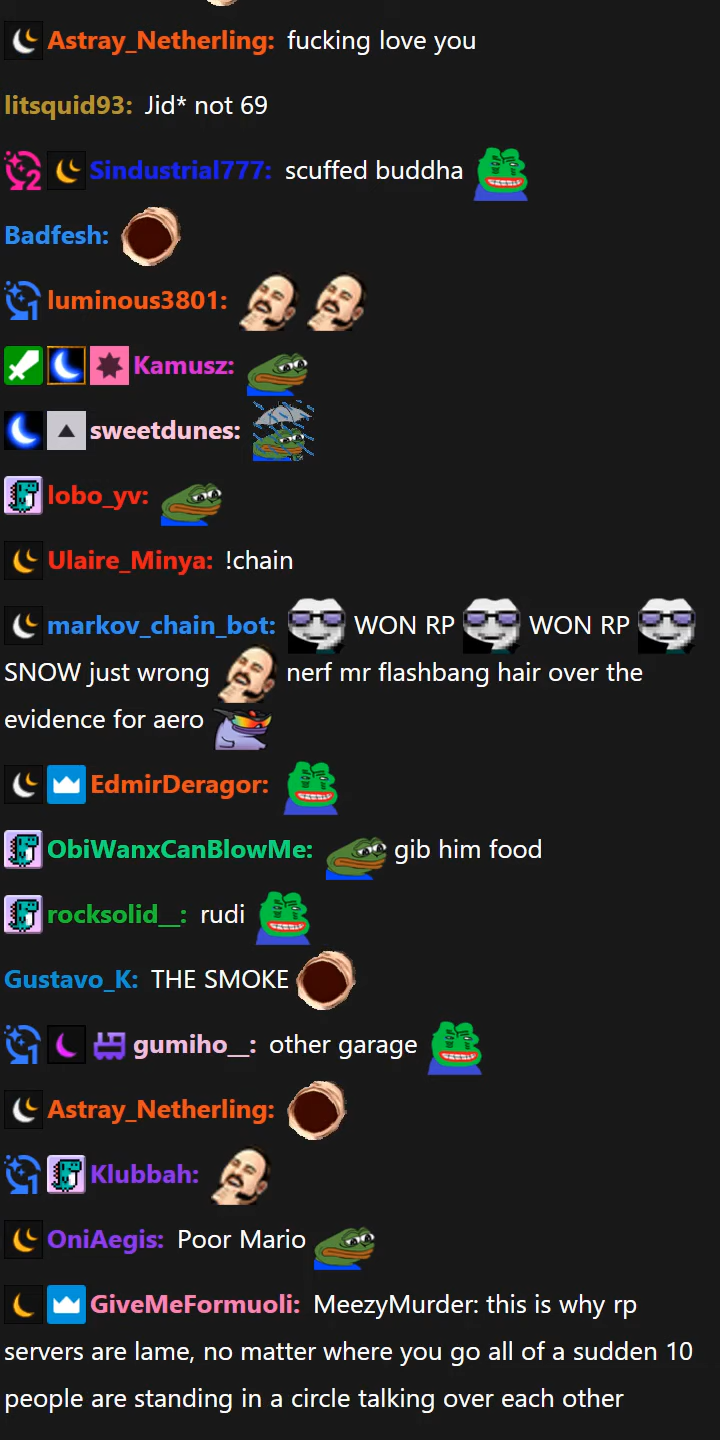 Astray_Netherling: fucking love you
litsquid93: Jid* not 69
Sindustrial777: scuffed buddha
Badfesh:
luminous3801:
Kamusz:
sweetdunes:
lobo_yv:
Ulaire_Minya: !chain
markov_chain_bot: WON RP WON RP
SNOW just wrong nerf mr flashbang hair over the
evidence for aero
EdmirDeragor:
ObiWanxCanBlowMe: gib him food
rocksolid__: rudi
Gustavo_K: THE SMOKE
gumiho__: other garage
Astray_Netherling:
Klubbah:
OniAegis: Poor Mario
GiveMeFormuoli: MeezyMurder: this is why rp
servers are lame, no matter where you go all of a sudden 10
people are standing in a circle talking over each other